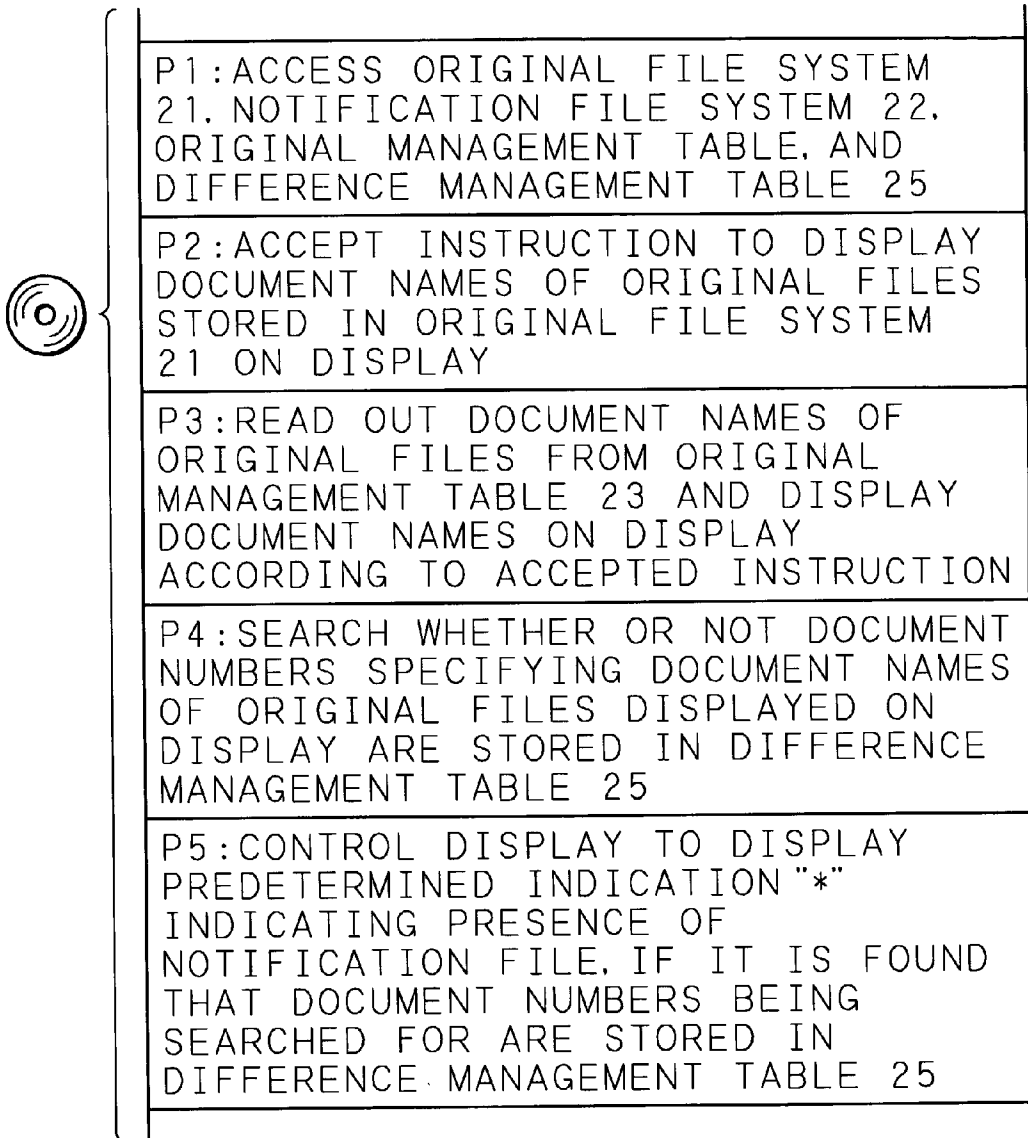 P1:ACCESS ORIGINAL FILE SYSTEM
21, NOTIFICATION FILE SYSTEM 22,
ORIGINAL MANAGEMENT TABLE, AND
DIFFERENCE MANAGEMENT TABLE 25
P2:ACCEPT INSTRUCTION TO DISPLAY
DOCUMENT NAMES OF ORIGINAL FILES
STORED IN ORIGINAL FILE SYSTEM
21 ON DISPLAY
P3:READ OUT DOCUMENT NAMES OF
ORIGINAL FILES FROM ORIGINAL
MANAGEMENT TABLE 23 AND DISPLAY
DOCUMENT NAMES ON DISPLAY
ACCORDING TO ACCEPTED INSTRUCTION
P4:SEARCH WHETHER OR NOT DOCUMENT
NUMBERS SPECIFYING DOCUMENT NAMES
OF ORIGINAL FILES DISPLAYED ON
DISPLAY ARE STORED IN DIFFERENCE
MANAGEMENT TABLE 25
P5:CONTROL DISPLAY TO DISPLAY
PREDETERMINED INDICATION "*"
INDICATING PRESENCE OF
NOTIFICATION FILE, IF IT IS FOUND
THAT DOCUMENT NUMBERS BEING
SEARCHED FOR ARE STORED IN
DIFFERENCE MANAGEMENT TABLE 25